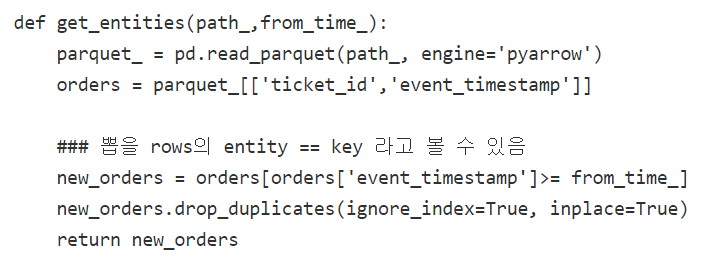 def get_entities(path_,from_time_):
    parquet_ = pd.read_parquet(path_, engine='pyarrow')
    orders = parquet_[['ticket_id','event_timestamp']]
    ### 뽑을 rows의 entity == key 라고 볼 수 있음
    new_orders = orders[orders['event_timestamp']>= from_time_]
    new_orders.drop_duplicates(ignore_index=True, inplace=True)
    return new_orders